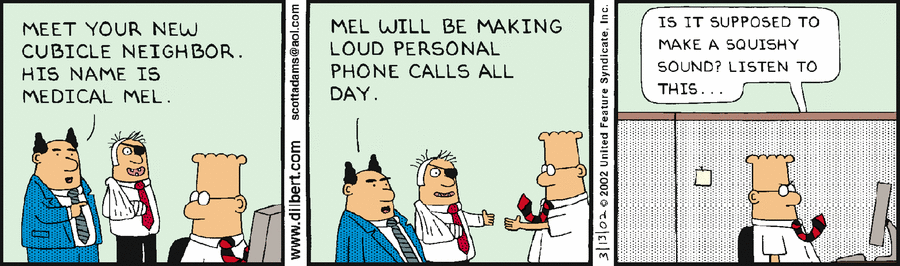 MEET YOUR NEW
CUBICLE NEIGHBOR.
HIS NAME IS
MEDICAL MEL.
www.dilbert.com
scottadams@aol.com
MEL WILL BE MAKING
LOUD PERSONAL
PHONE CALLS ALL
DAY.
3/13/02 © 2002 United Feature Syndicate, Inc.
IS IT SUPPOSED TO
MAKE A SQUISHY
SOUND? LISTEN TO
THIS...